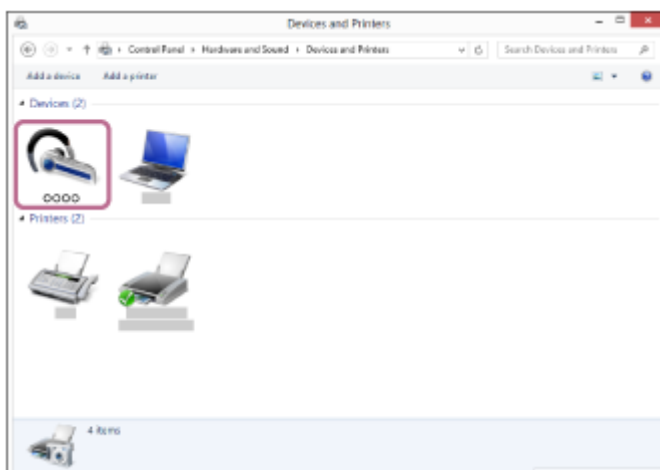 Devices and Printers
Control Panel › Hardware and Sound › Devices and Printers
Search Devices and Printers
Add a device Add a printer
Devices (2)
oooo
Printers (2)
4 items